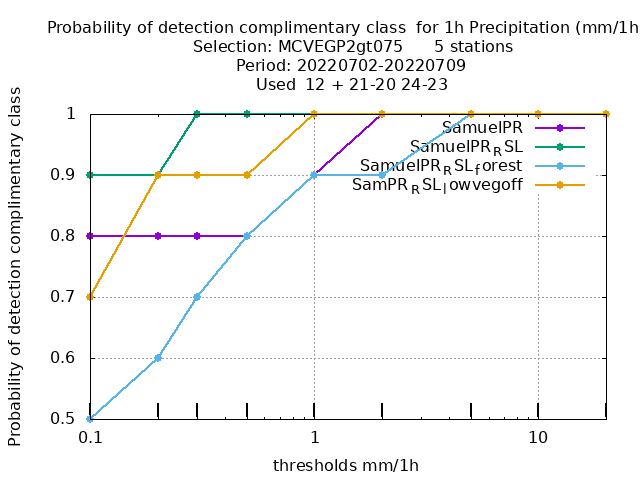 Probability of detection complimentary class  for 1h Precipitation (mm/1h
Selection: MCVEGP2gt075      5 stations
Period: 20220702-20220709
Used  12 + 21-20 24-23
Probability of detection complimentary class
1
0.9
0.8
0.7
0.6
0.5
SamuelPR
SamuelPR_RSL
SamuelPR_RSL_forest
SamPR_RSL_lowvegoff
0.1 1 10
thresholds mm/1h